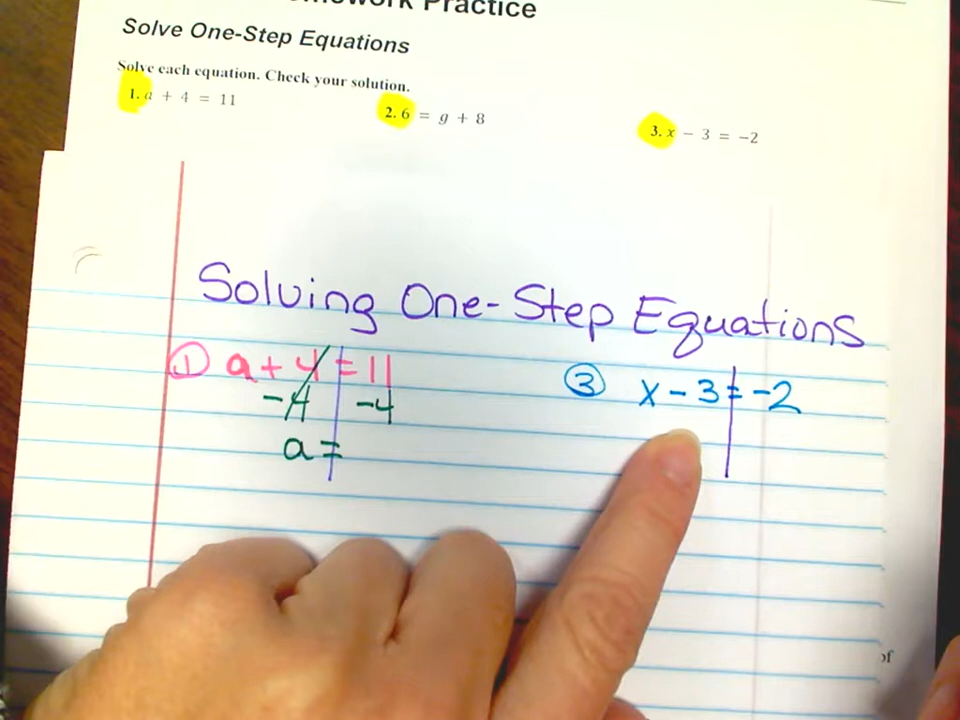 Practice
Solve One-Step Equations
Solve each equation. Check your solution.
1. a + 4 = 11
2. 6 = g + 8
3. x − 3 = −2
Solving One-Step Equations
① a + 4 = 11
-4 -4
a =
③ x - 3 = -2
of